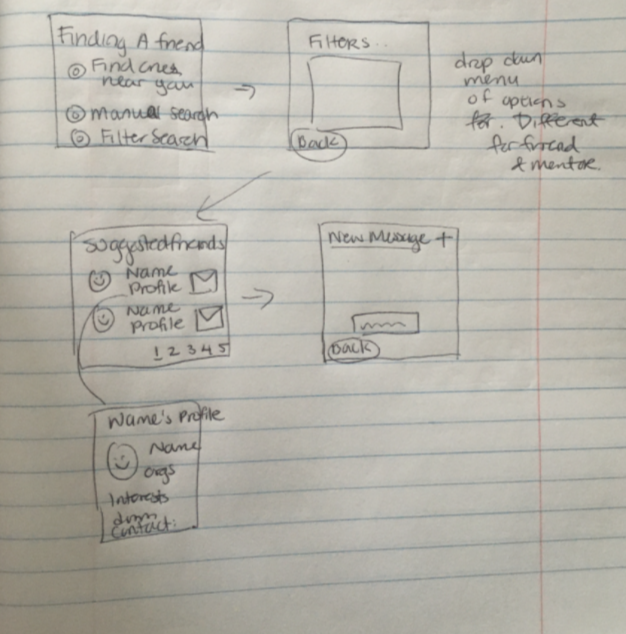 Finding A friend
Find ones
near you
manual search
Filter Search
Filters..
Back
drop down
menu
of options
for. Different
for friend
& mentor.
Suggested friends
Name
Profile
Name
Profile
1 2 3 4 5
New Message +
Back
Name's Profile
Name
orgs
Interests
contact: